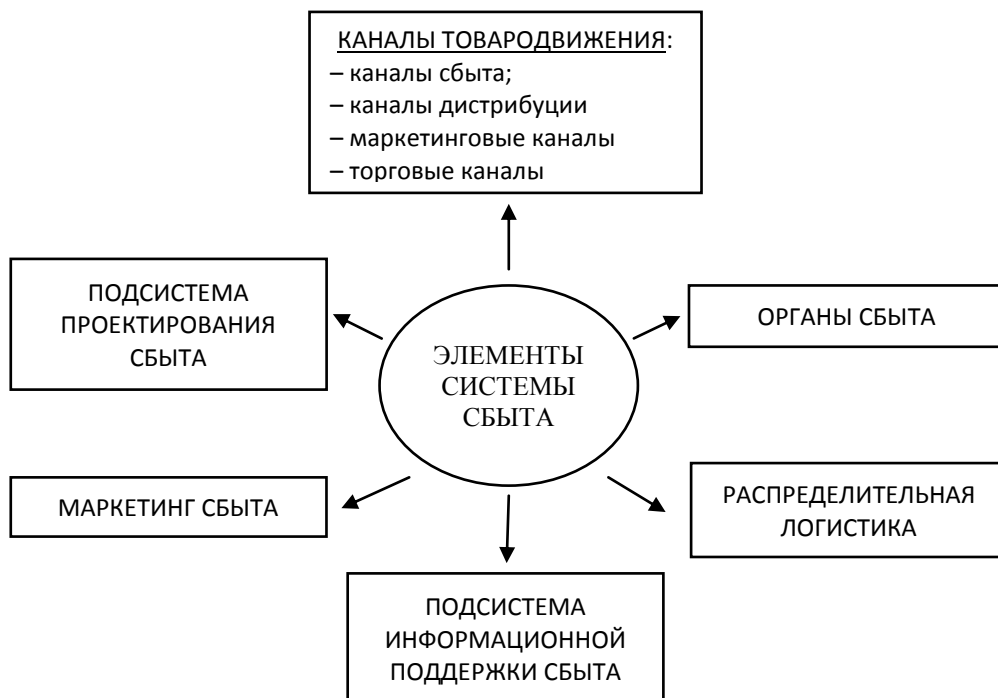 КАНАЛЫ ТОВАРОДВИЖЕНИЯ:
– каналы сбыта;
– каналы дистрибуции
– маркетинговые каналы
– торговые каналы
ПОДСИСТЕМА
ПРОЕКТИРОВАНИЯ
СБЫТА
ОРГАНЫ СБЫТА
ЭЛЕМЕНТЫ
СИСТЕМЫ
СБЫТА
МАРКЕТИНГ СБЫТА
РАСПРЕДЕЛИТЕЛЬНАЯ
ЛОГИСТИКА
ПОДСИСТЕМА
ИНФОРМАЦИОННОЙ
ПОДДЕРЖКИ СБЫТА